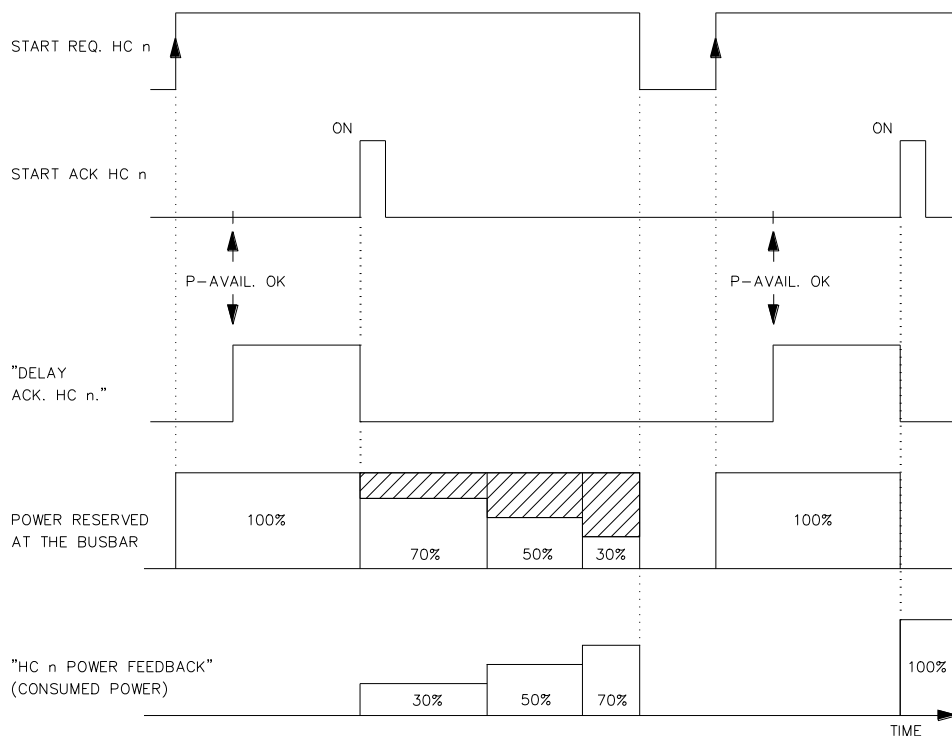 START REQ. HC n
ON
ON
START ACK HC n
P-AVAIL. OK
P-AVAIL. OK
"DELAY
ACK. HC n."
POWER RESERVED
AT THE BUSBAR
100%
70%
50%
30%
100%
"HC n POWER FEEDBACK"
(CONSUMED POWER)
30%
50%
70%
100%
TIME